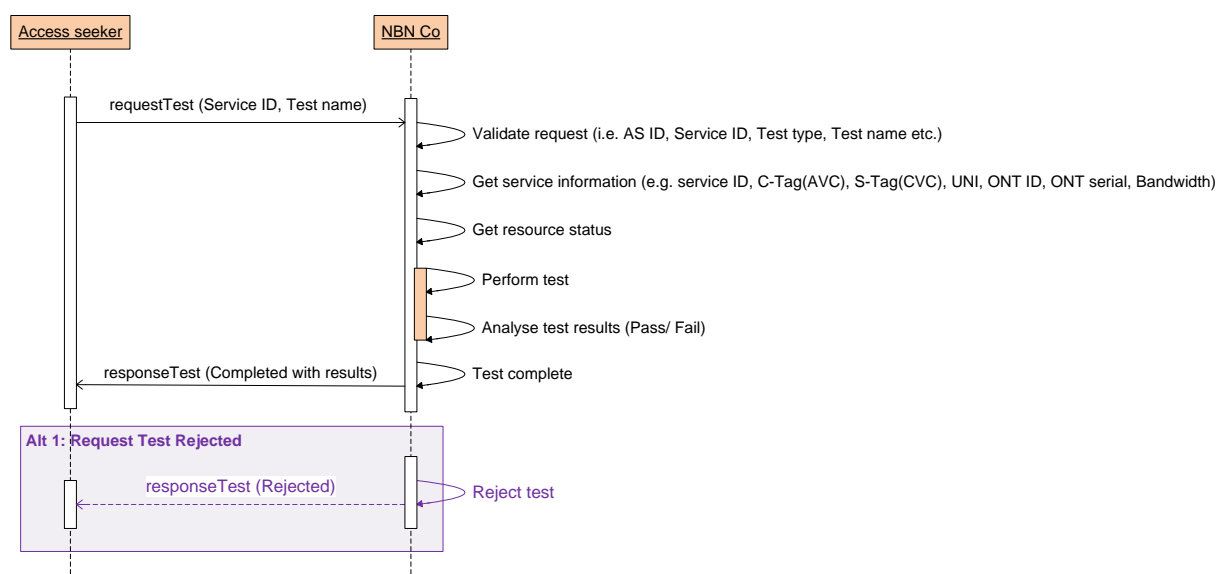 Access seeker
NBN Co
requestTest (Service ID, Test name)
Validate request (i.e. AS ID, Service ID, Test type, Test name etc.)
Get service information (e.g. service ID, C-Tag(AVC), S-Tag(CVC), UNI, ONT ID, ONT serial, Bandwidth)
Get resource status
Perform test
Analyse test results (Pass/ Fail)
responseTest (Completed with results)
Test complete
Alt 1: Request Test Rejected
responseTest (Rejected)
Reject test